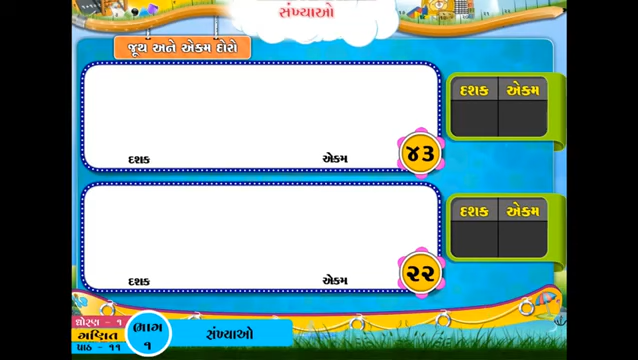 સંખ્યાઓ
જૂથ અને એકમ દોરો
દશક એકમ
દશક એકમ
૪૩
દશક એકમ
દશક એકમ
૨૨
ધોરણ - ૧
ગણિત
પાઠ - ૧૧
ભાગ
૧
સંખ્યાઓ